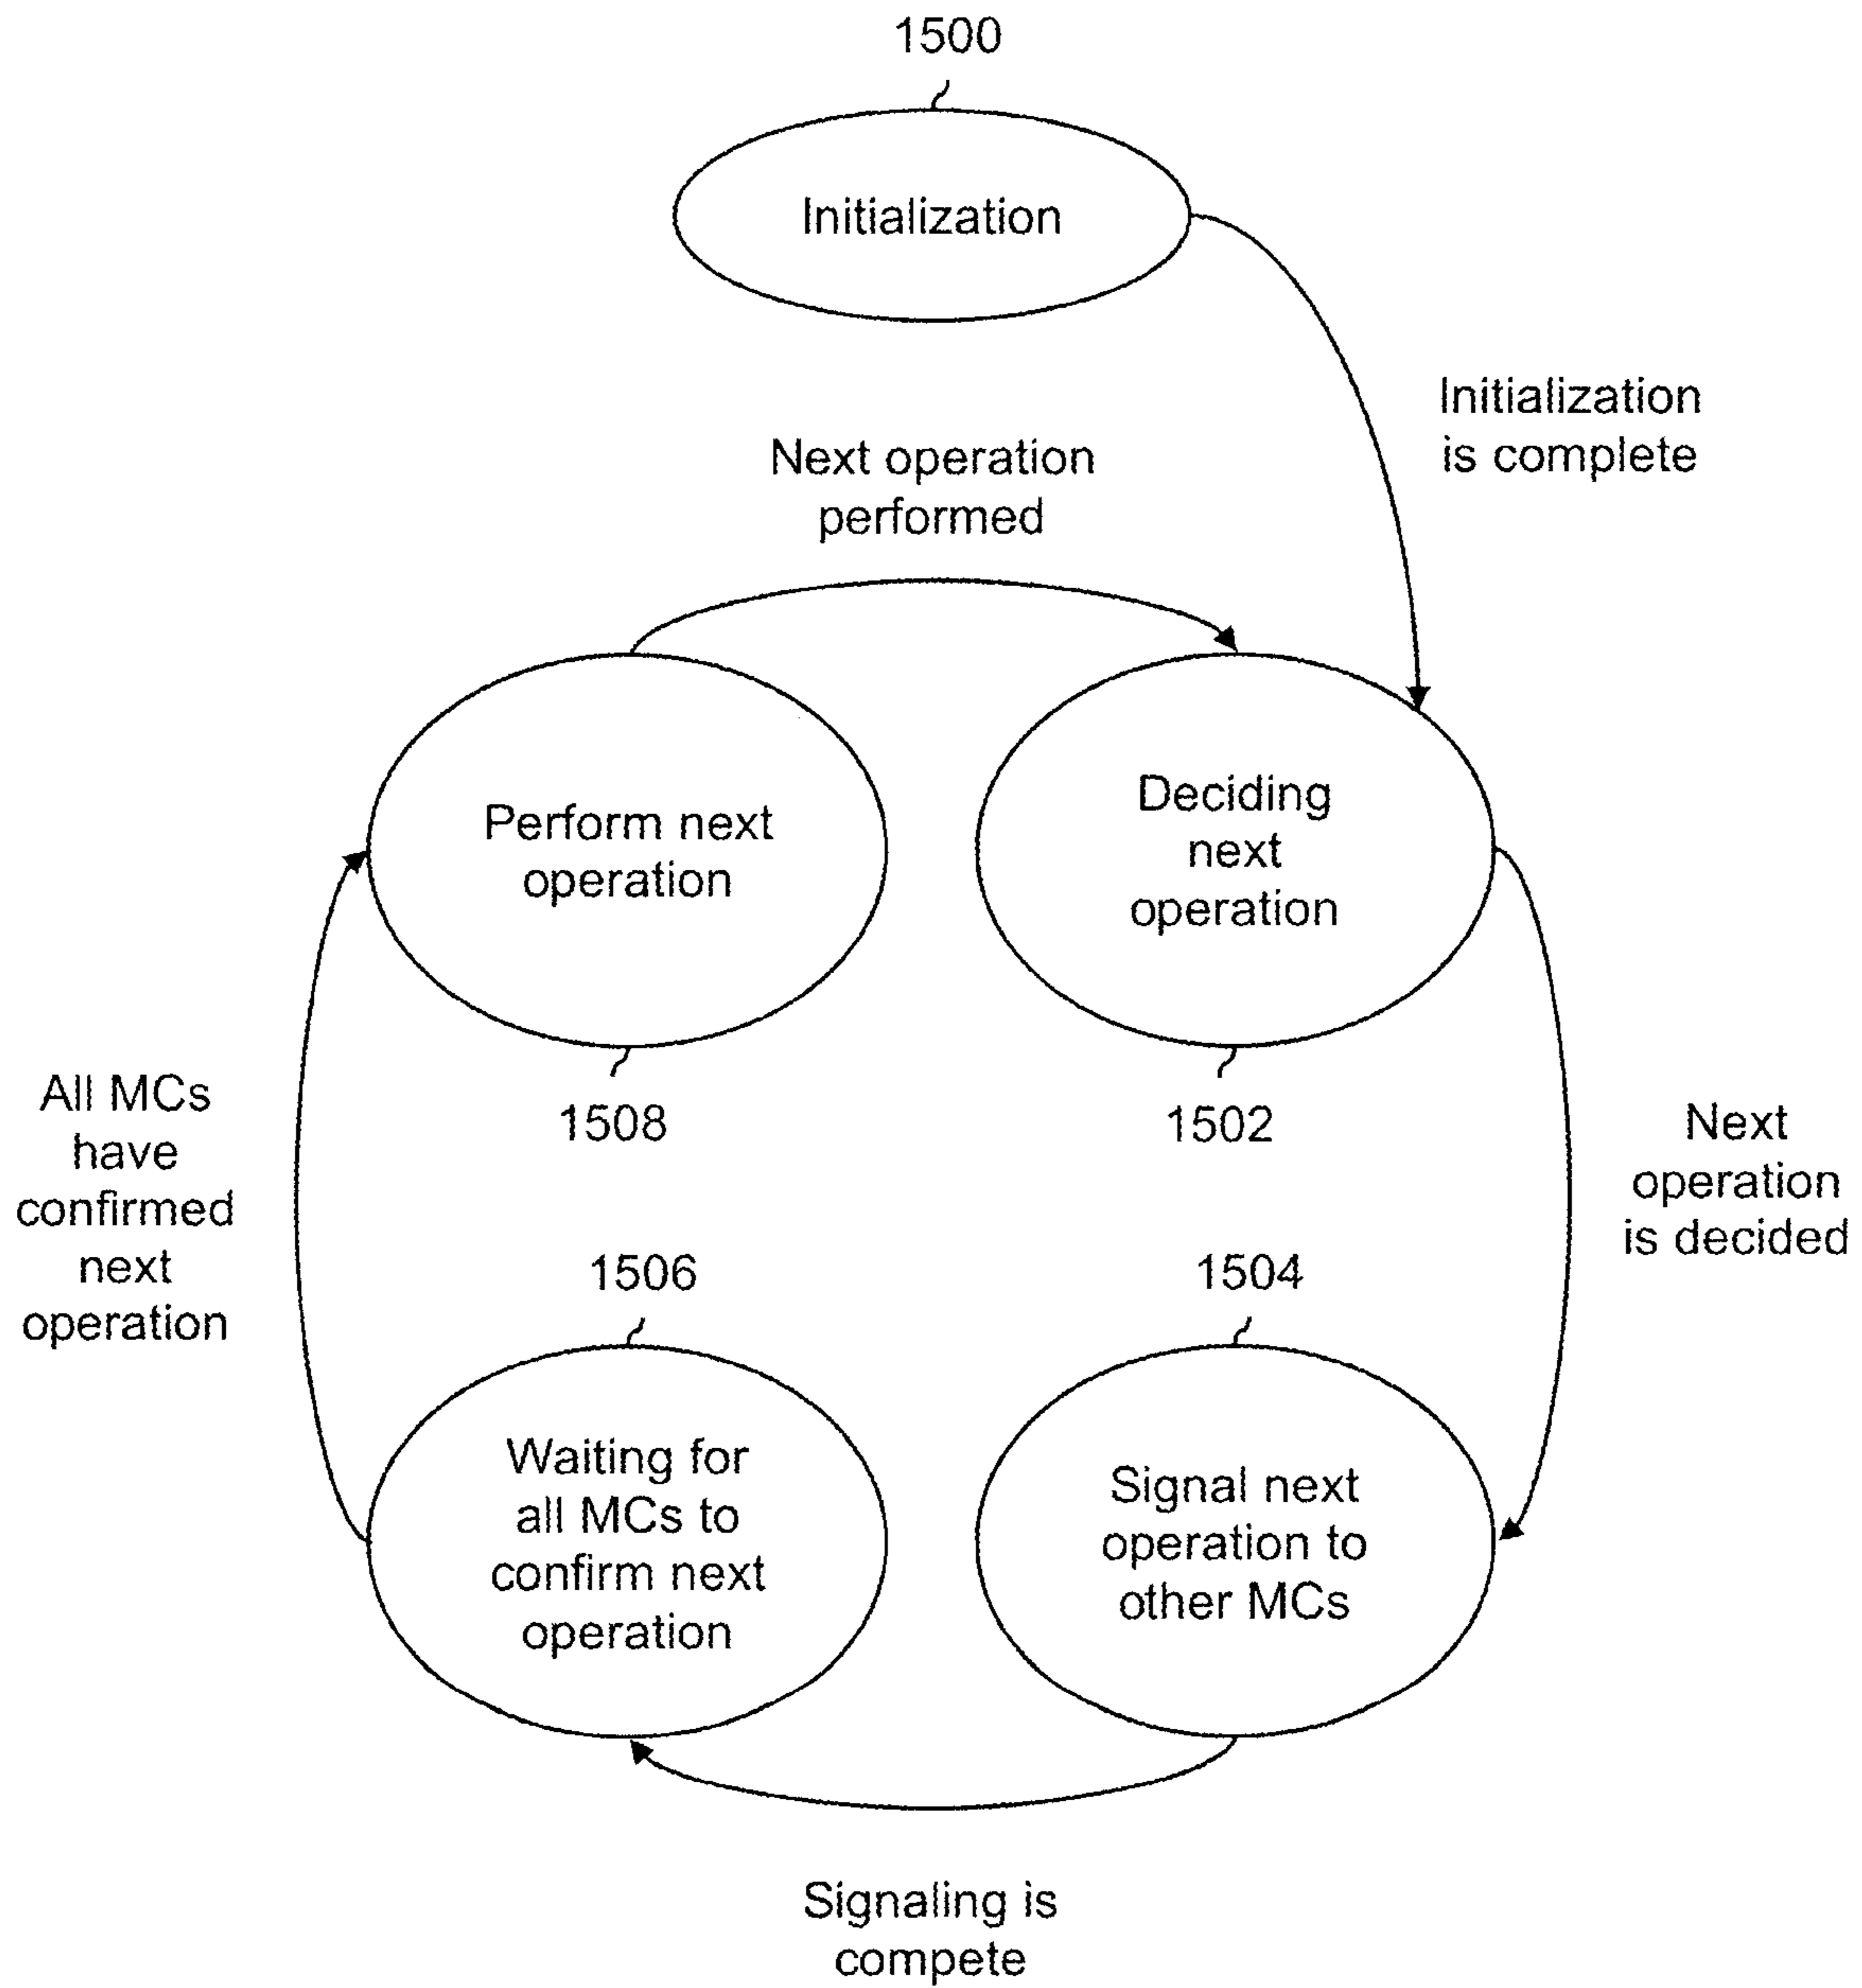 1500
Initialization
Initialization
is complete
Next operation
performed
Perform next
operation
Deciding
next
operation
1508
1502
All MCs
have
confirmed
next
operation
Next
operation
is decided
1506
1504
Waiting for
all MCs to
confirm next
operation
Signal next
operation to
other MCs
Signaling is
compete